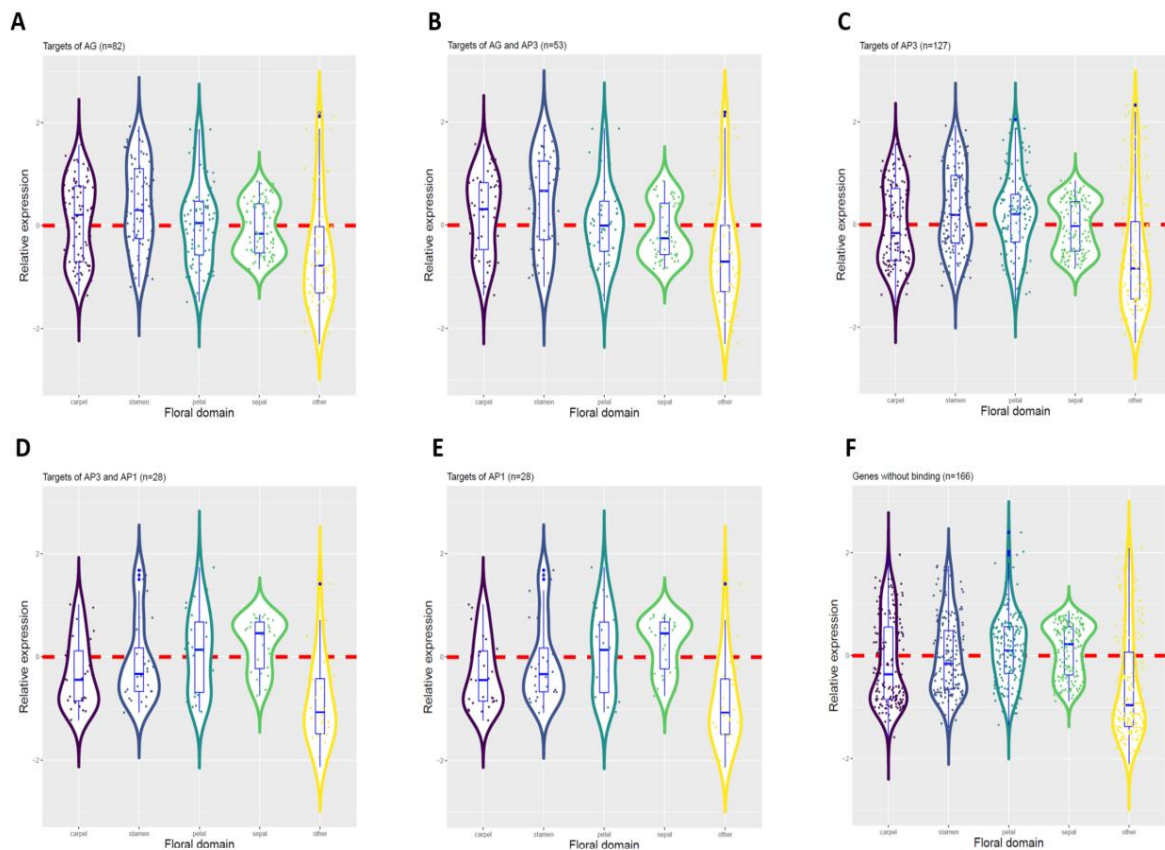 A
Targets of AG (n=82)
Relative expression
2
0
-2
carpel stamen petal sepal other
Floral domain
B
Targets of AG and AP3 (n=53)
Relative expression
2
0
-2
carpel stamen petal sepal other
Floral domain
C
Targets of AP3 (n=127)
Relative expression
2
0
-2
carpel stamen petal sepal other
Floral domain
D
Targets of AP3 and AP1 (n=28)
Relative expression
2
0
-2
carpel stamen petal sepal other
Floral domain
E
Targets of AP1 (n=28)
Relative expression
2
0
-2
carpel stamen petal sepal other
Floral domain
F
Genes without binding (n=166)
Relative expression
2
0
-2
carpel stamen petal sepal other
Floral domain